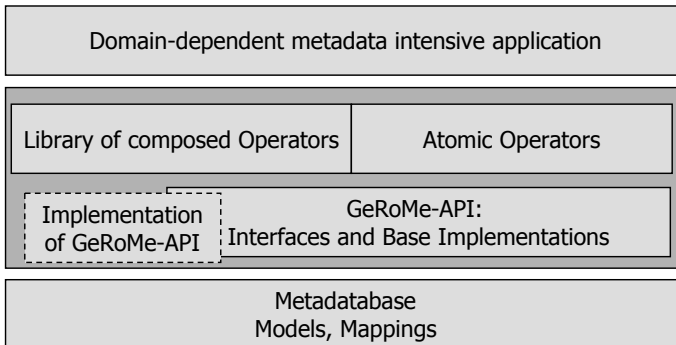 Domain-dependent metadata intensive application
Library of composed Operators
Atomic Operators
Implementation
of GeRoMe-API
GeRoMe-API:
Interfaces and Base Implementations
Metadatabase
Models, Mappings